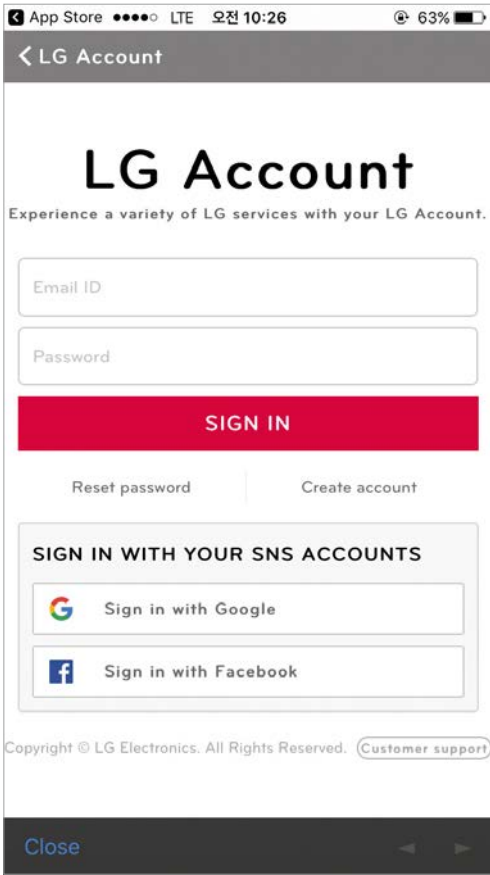 App Store LTE 오전 10:26 63%
LG Account
LG Account
Experience a variety of LG services with your LG Account.
Email ID
Password
SIGN IN
Reset password Create account
SIGN IN WITH YOUR SNS ACCOUNTS
Sign in with Google
Sign in with Facebook
Copyright © LG Electronics. All Rights Reserved. Customer support
Close